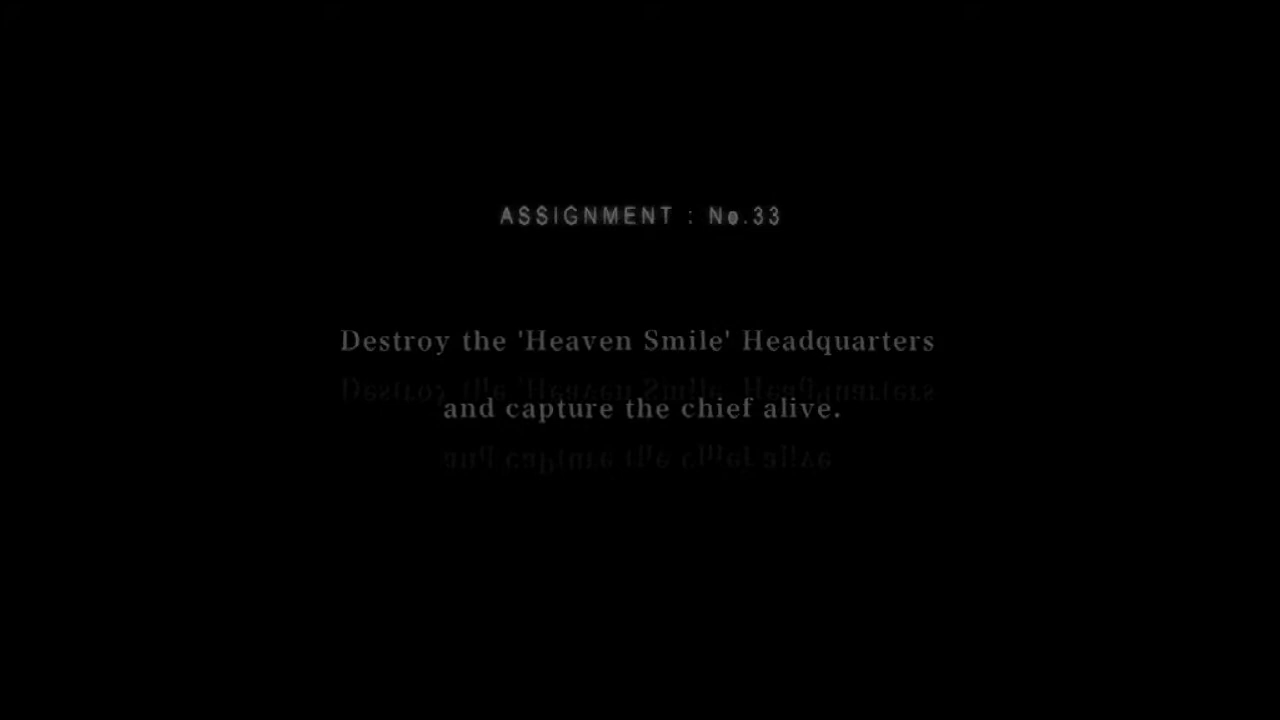 ASSIGNMENT : No.33
Destroy the 'Heaven Smile' Headquarters
and capture the chief alive.